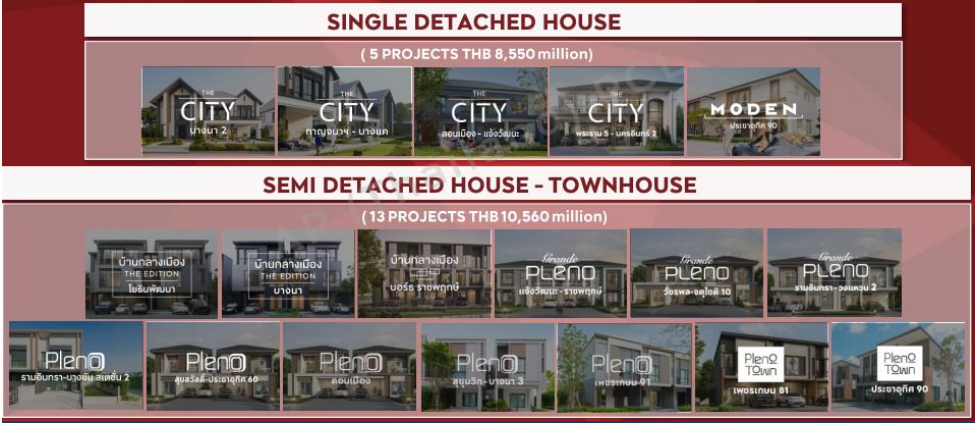 SINGLE DETACHED HOUSE
( 5 PROJECTS THB 8,550 million)
THE
CITY
บางนา 2
THE
CITY
กาญจนาฯ - บางแค
THE
CITY
ดอนเมือง - แจ้งวัฒนะ
THE
CITY
พระราม 5 - นครอินทร์ 2
MODEN
ประชาอุทิศ 90
SEMI DETACHED HOUSE - TOWNHOUSE
( 13 PROJECTS THB 10,560 million)
บ้านกลางเมือง
THE EDITION
โยธินพัฒนา
บ้านกลางเมือง
THE EDITION
บางนา
บ้านกลางเมือง
นอร์ธ ราชพฤกษ์
Grande
PLENO
แจ้งวัฒนะ - ราชพฤกษ์
Grande
PLENO
วัชรพล-จตุโชติ 10
Grande
PLENO
รามอินทรา-วงแหวน 2
Pleno
รามอินทรา-บางชัน สเตชั่น 2
Pleno
สุขสวัสดิ์-ประชาอุทิศ 60
Pleno
ดอนเมือง
Pleno
สุขุมวิท-บางนา 3
Pleno
เพชรเกษม 91
Pleno
Town
เพชรเกษม 81
Pleno
Town
ประชาอุทิศ 90